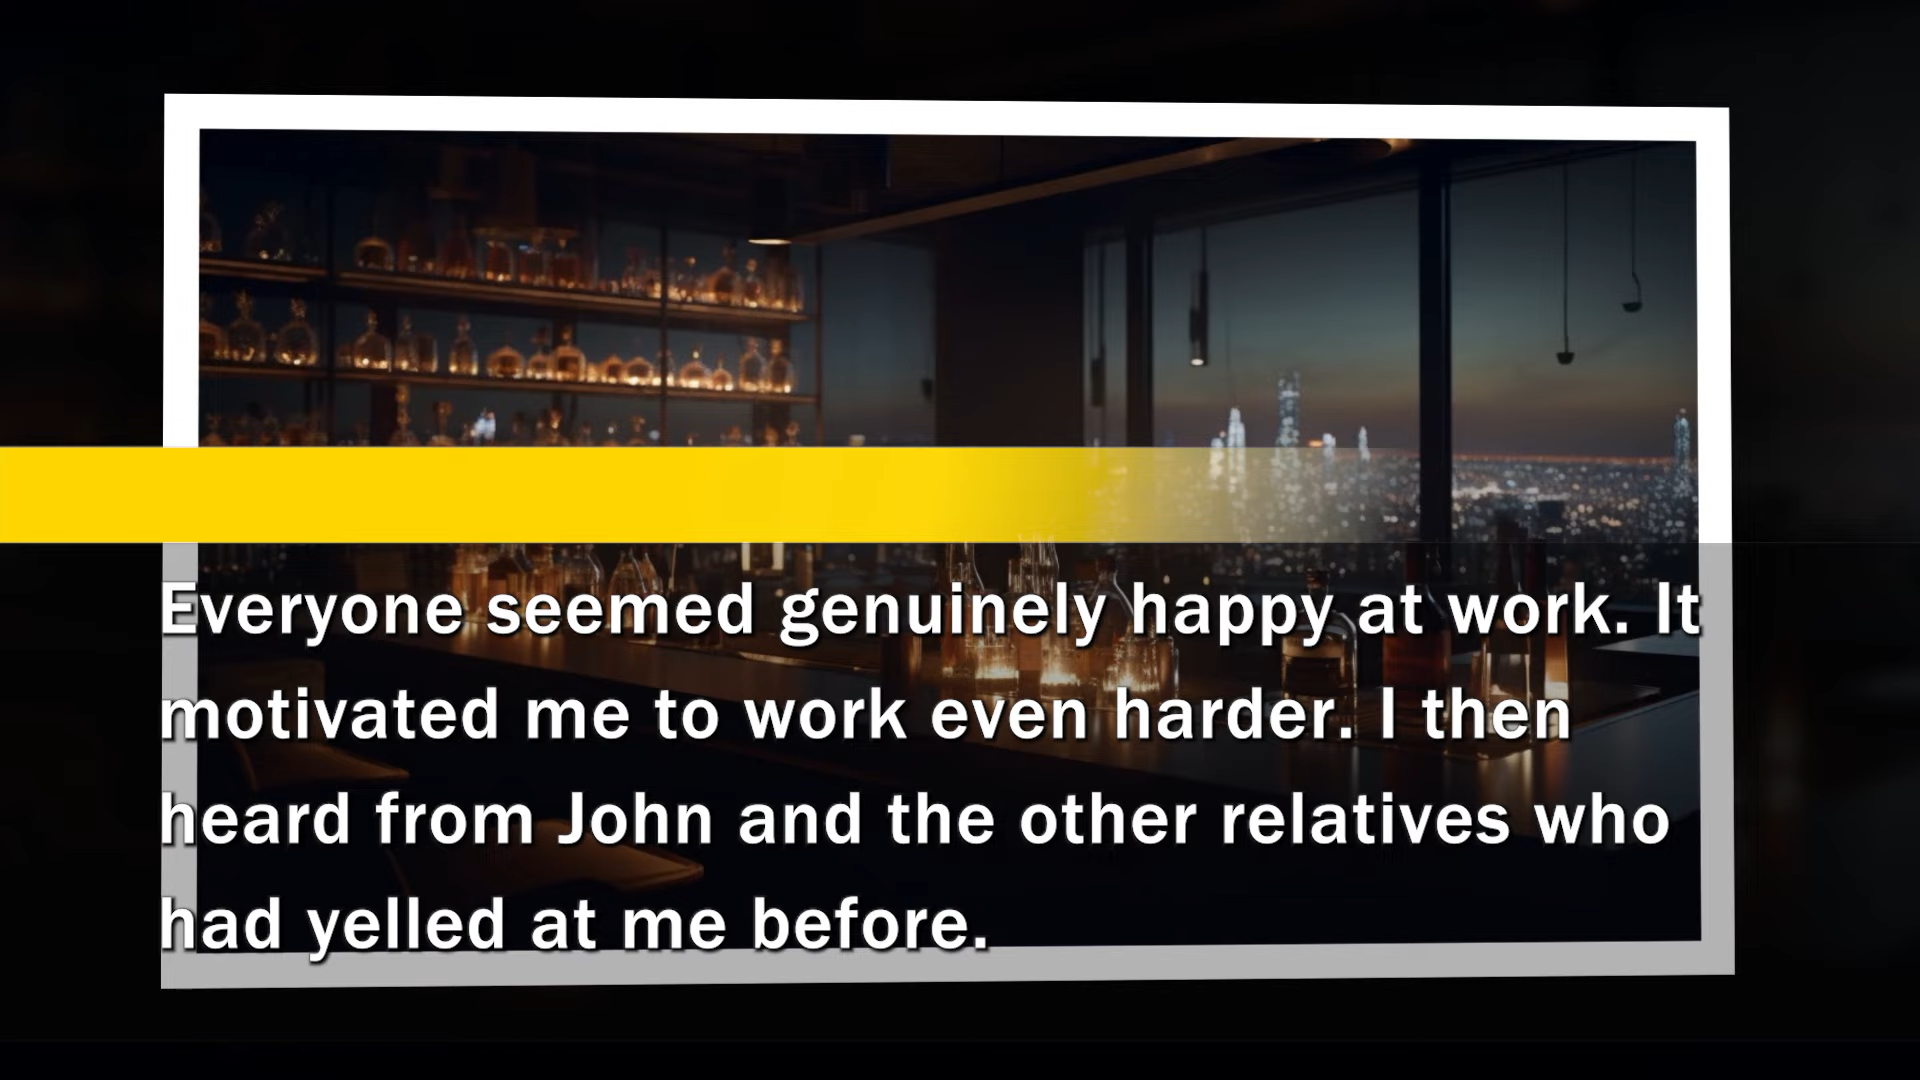 Everyone seemed genuinely happy at work. It
motivated me to work even harder. I then
heard from John and the other relatives who
had yelled at me before.